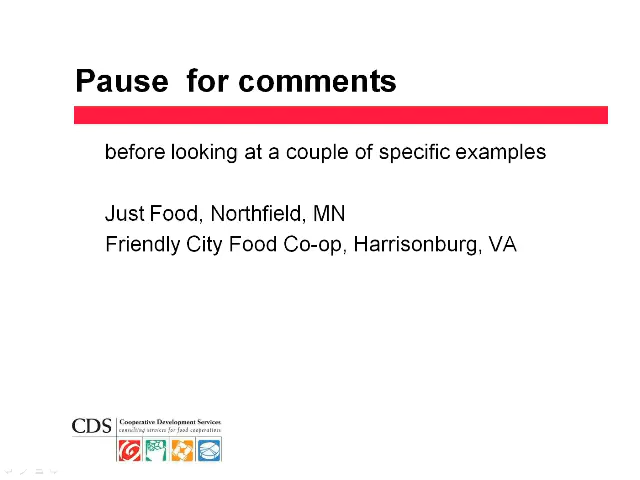 Pause for comments
before looking at a couple of specific examples
Just Food, Northfield, MN
Friendly City Food Co-op, Harrisonburg, VA
CDS
Cooperative Development Services
consulting services for food cooperatives